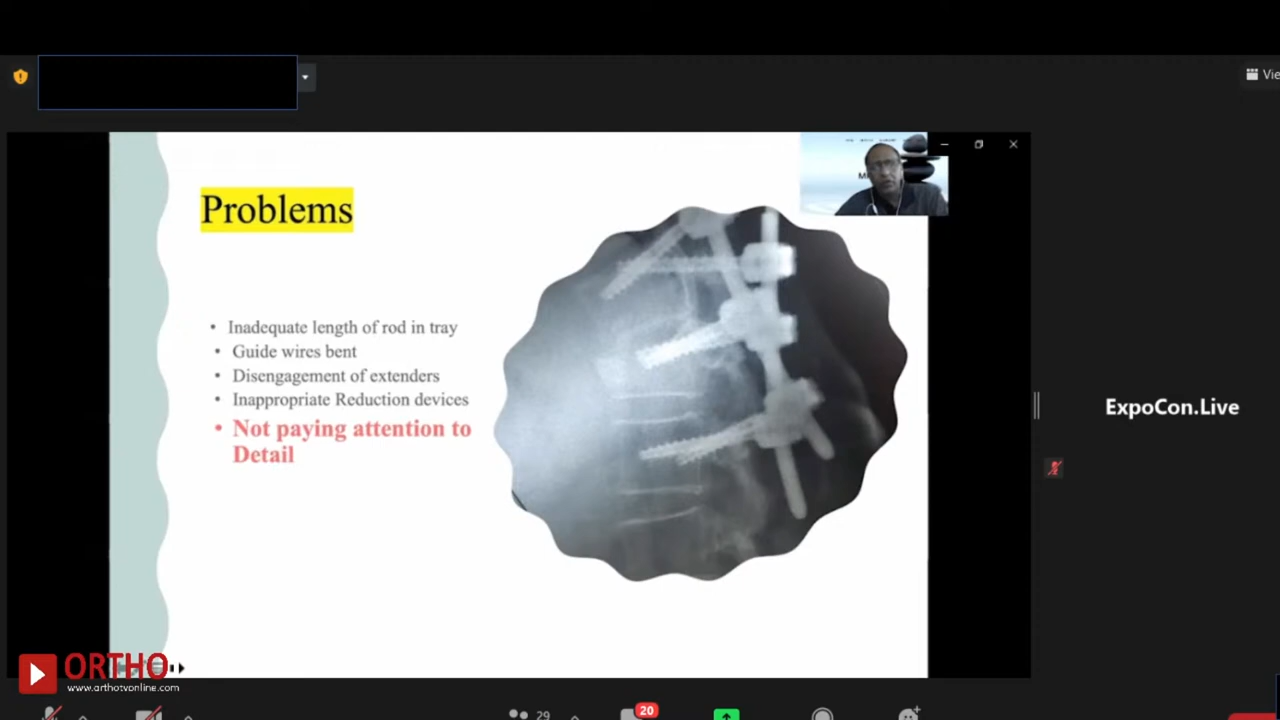 Vie
Problems
• Inadequate length of rod in tray
• Guide wires bent
• Disengagement of extenders
• Inappropriate Reduction devices
• Not paying attention to
Detail
ExpoCon.Live
ORTHO
www.orthotvonline.com
29
20